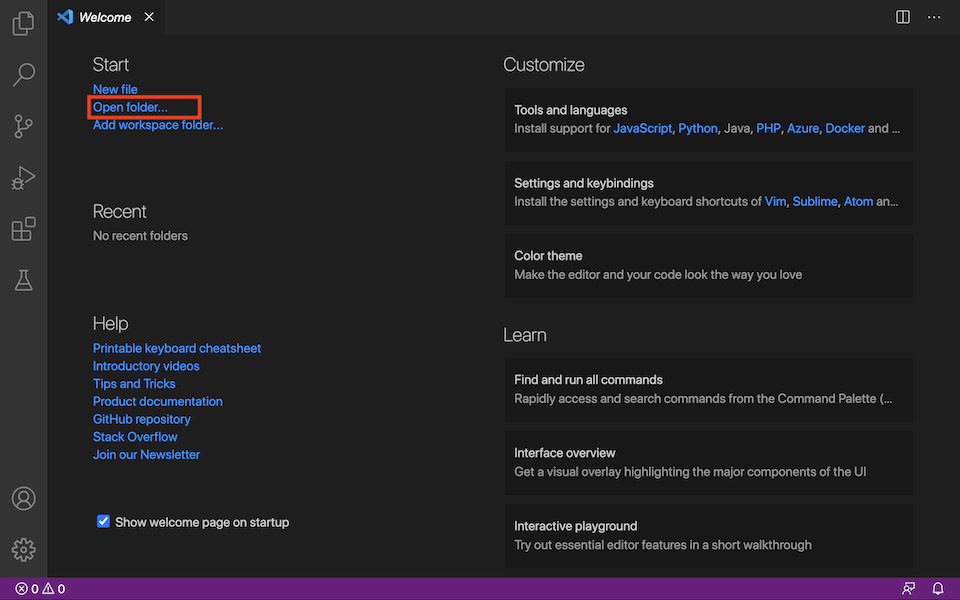 Welcome
Start
New file
Open folder...
Add workspace folder...
Recent
No recent folders
Help
Printable keyboard cheatsheet
Introductory videos
Tips and Tricks
Product documentation
GitHub repository
Stack Overflow
Join our Newsletter
Show welcome page on startup
Customize
Tools and languages
Install support for JavaScript, Python, Java, PHP, Azure, Docker and ...
Settings and keybindings
Install the settings and keyboard shortcuts of Vim, Sublime, Atom an...
Color theme
Make the editor and your code look the way you love
Learn
Find and run all commands
Rapidly access and search commands from the Command Palette (...
Interface overview
Get a visual overlay highlighting the major components of the UI
Interactive playground
Try out essential editor features in a short walkthrough
0 0